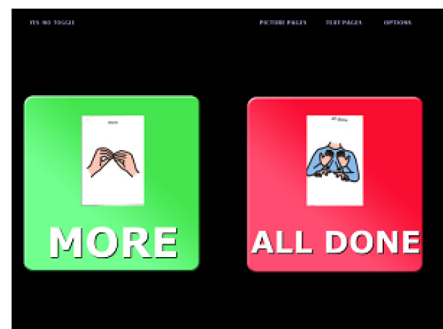 YES NO TOGGLE PICTURE PAGES TEXT PAGES OPTIONS
more
all done
MORE
ALL DONE